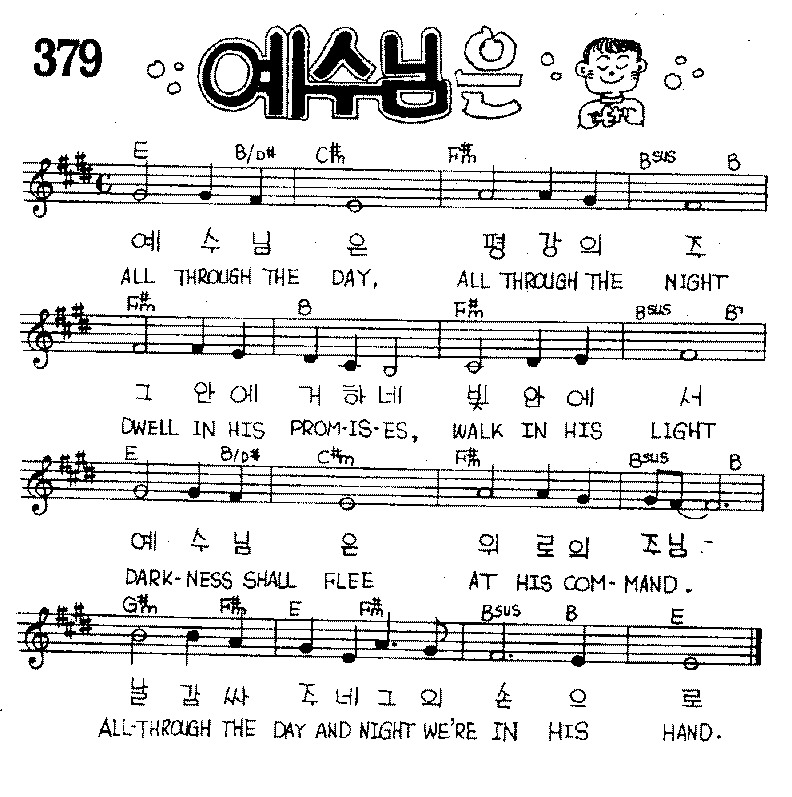 379 예수님은
E B/D# C#m F#m Bsus B
예 수 님 은 평 강 의 주
ALL THROUGH THE DAY, ALL THROUGH THE NIGHT
F#m B F#m Bsus B7
그 안 에 거 하 네 빛 안 에 서
DWELL IN HIS PROM-IS-ES, WALK IN HIS LIGHT
E B/D# C#m F#m Bsus B
예 수 님 은 위 로 의 주 님 -
DARK-NESS SHALL FLEE AT HIS COM-MAND.
G#m F#m E F#m Bsus B E
날 감 싸 주 네 그 의 손 으 로
ALL-THROUGH THE DAY AND NIGHT WE'RE IN HIS HAND.